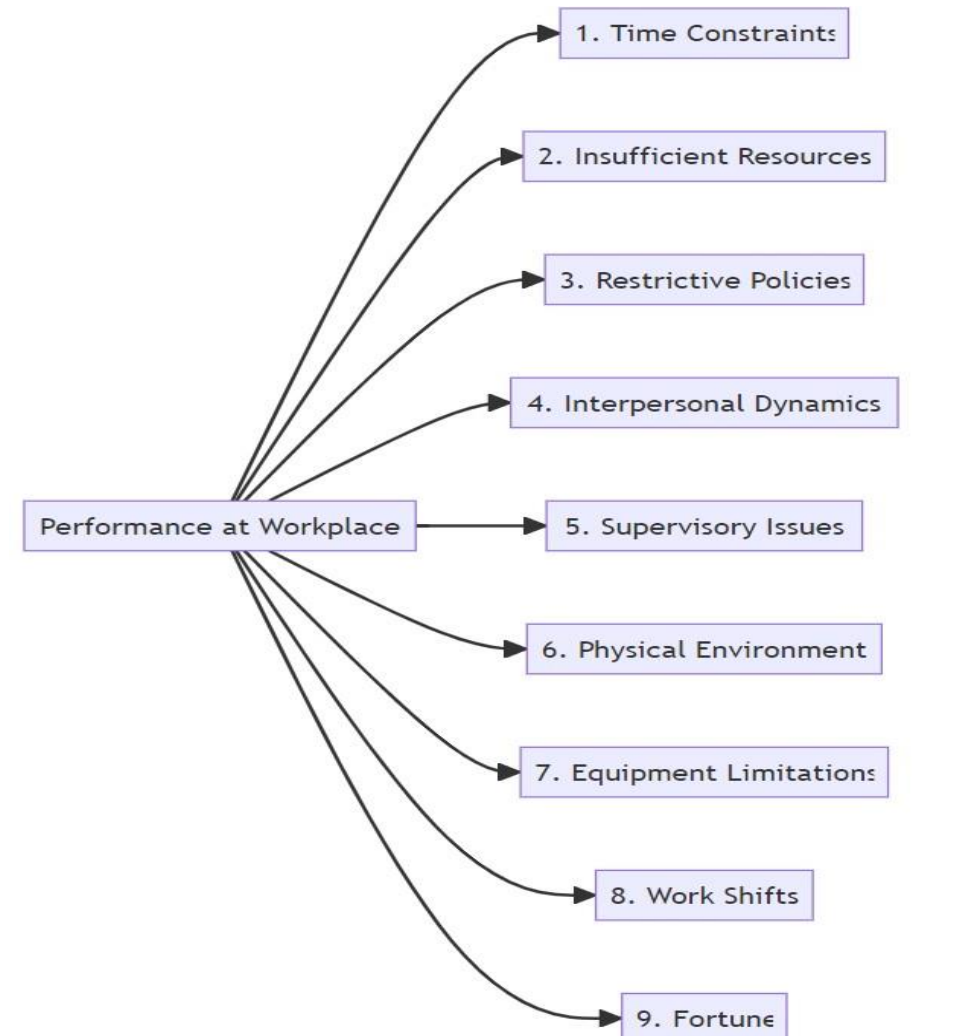 1. Time Constraints
2. Insufficient Resources
3. Restrictive Policies
4. Interpersonal Dynamics
Performance at Workplace
5. Supervisory Issues
6. Physical Environment
7. Equipment Limitations
8. Work Shifts
9. Fortune